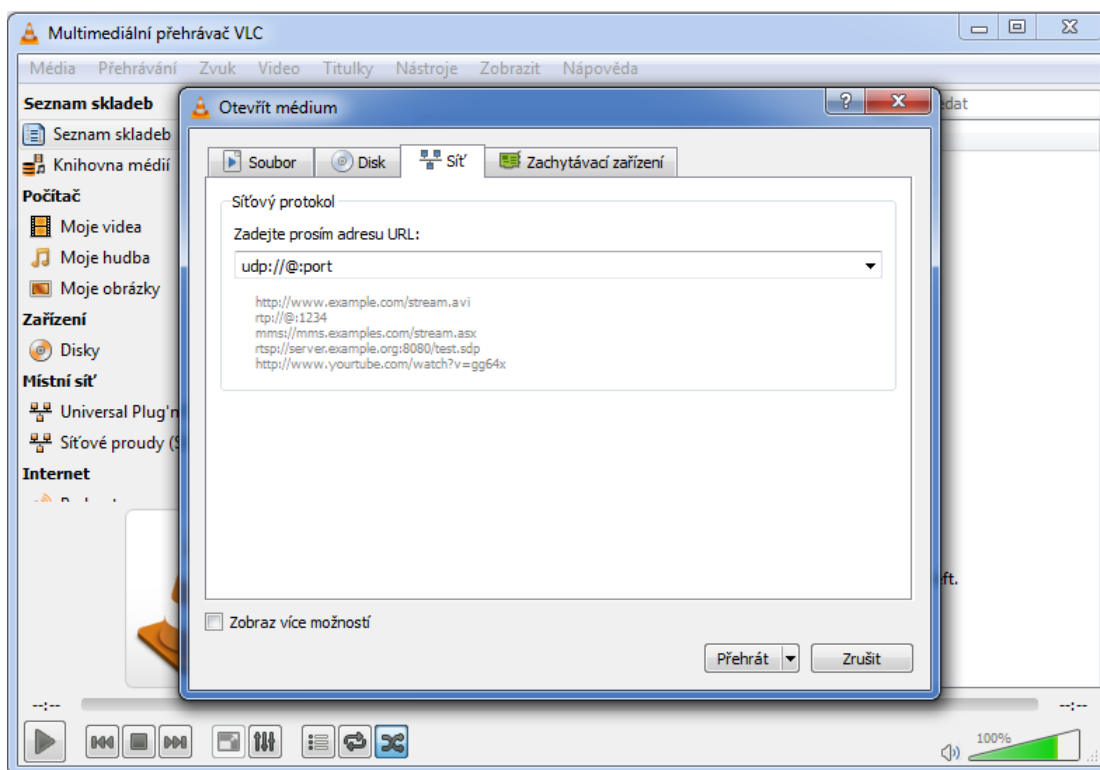 Multimediální přehrávač VLC
Média Přehrávání Zvuk Video Titulky Nástroje Zobrazit Nápověda
Seznam skladeb
Seznam skladeb
Knihovna médií
Počítač
Moje videa
Moje hudba
Moje obrázky
Zařízení
Disky
Místní síť
Universal Plug'n
Síťové proudy (S
Internet
Otevřít médium
Soubor Disk Síť Zachytávací zařízení
Síťový protokol
Zadejte prosím adresu URL:
udp://@:port
http://www.example.com/stream.avi
rtp://@:1234
mms://mms.examples.com/stream.asx
rtsp://server.example.org:8080/test.sdp
http://www.yourtube.com/watch?v=gg64x
Zobraz více možností
Přehrát Zrušit
edat
ft.
--:-- --:--
100%